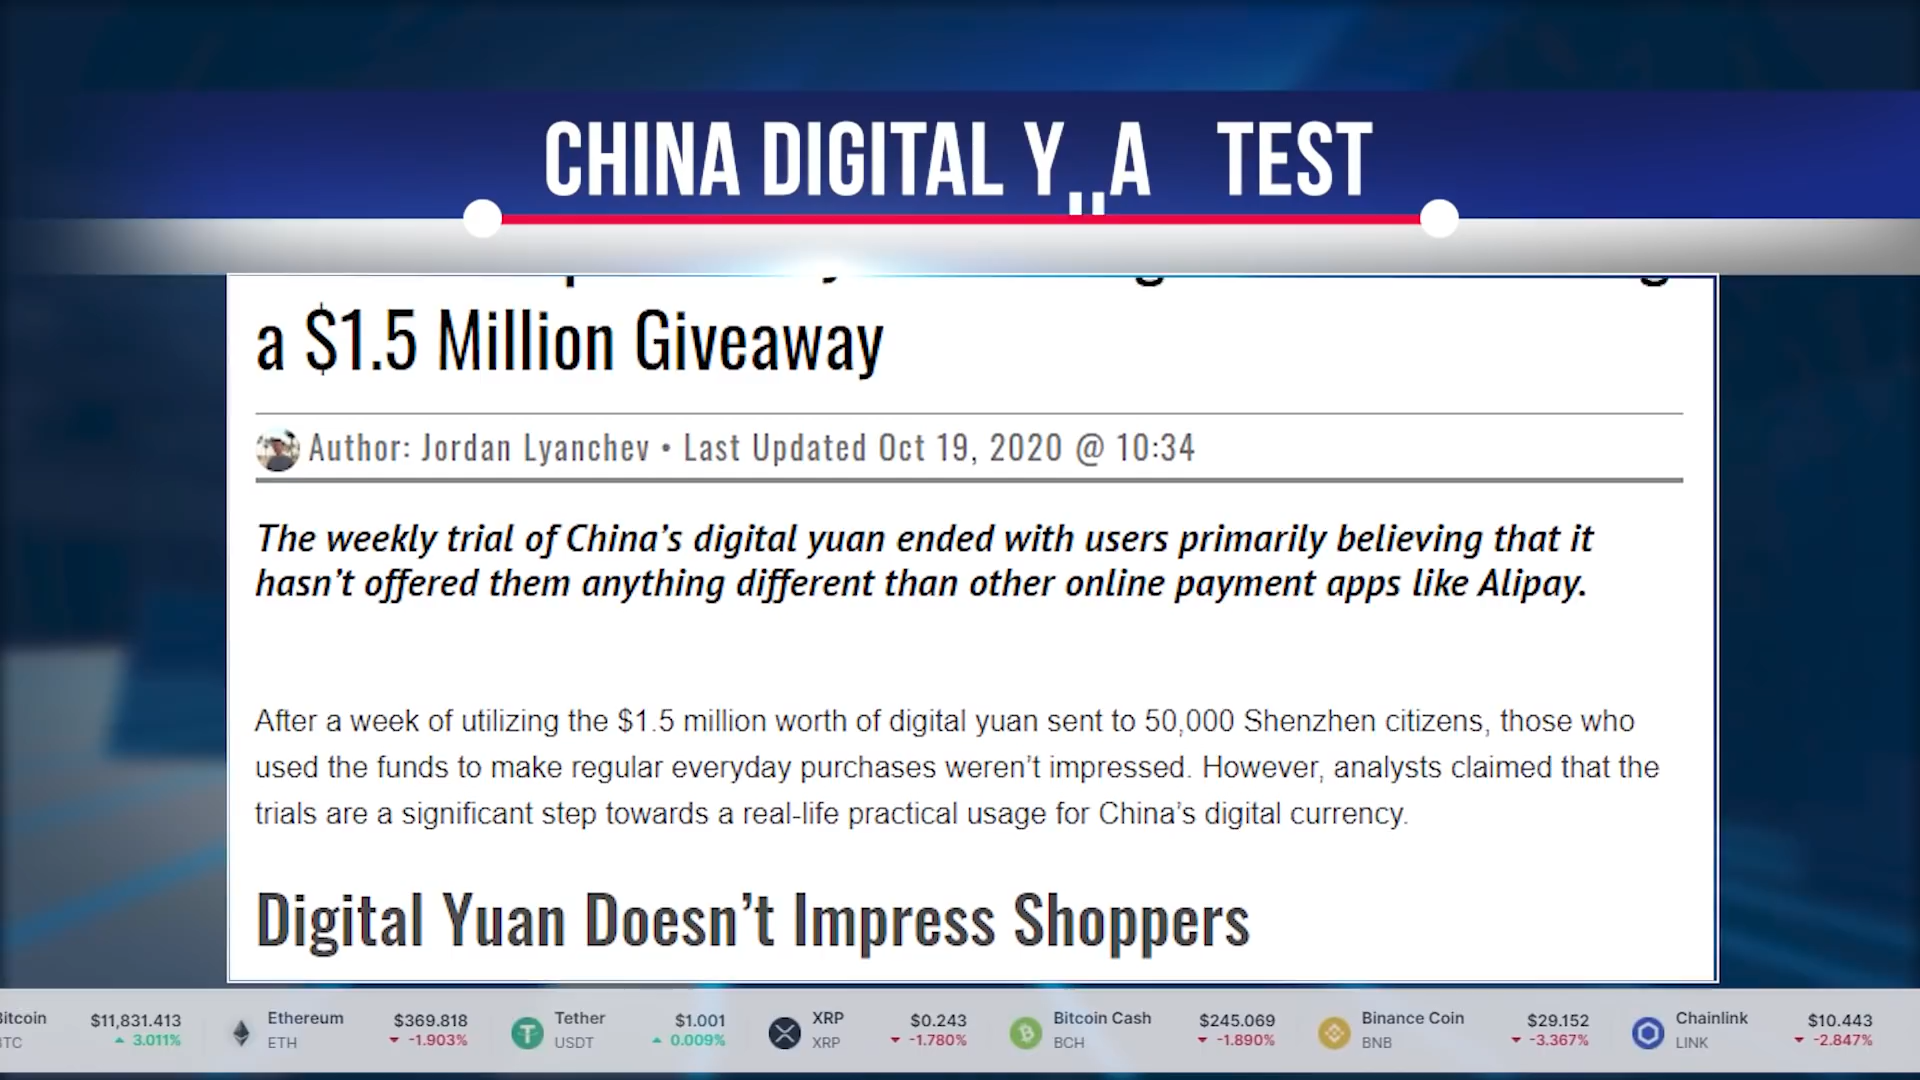 CHINA DIGITAL Y A TEST
a $1.5 Million Giveaway
Author: Jordan Lyanchev • Last Updated Oct 19, 2020 @ 10:34
The weekly trial of China’s digital yuan ended with users primarily believing that it
hasn’t offered them anything different than other online payment apps like Alipay.
After a week of utilizing the $1.5 million worth of digital yuan sent to 50,000 Shenzhen citizens, those who
used the funds to make regular everyday purchases weren’t impressed. However, analysts claimed that the
trials are a significant step towards a real-life practical usage for China’s digital currency.
Digital Yuan Doesn’t Impress Shoppers
Bitcoin $11,831.413 Ethereum $369.818 Tether $1.001 XRP $0.243 Bitcoin Cash $245.069 Binance Coin $29.152 Chainlink $10.443
TC 3.011% ETH -1.903% USDT 0.009% XRP -1.780% BCH -1.890% BNB -3.367% LINK -2.847%